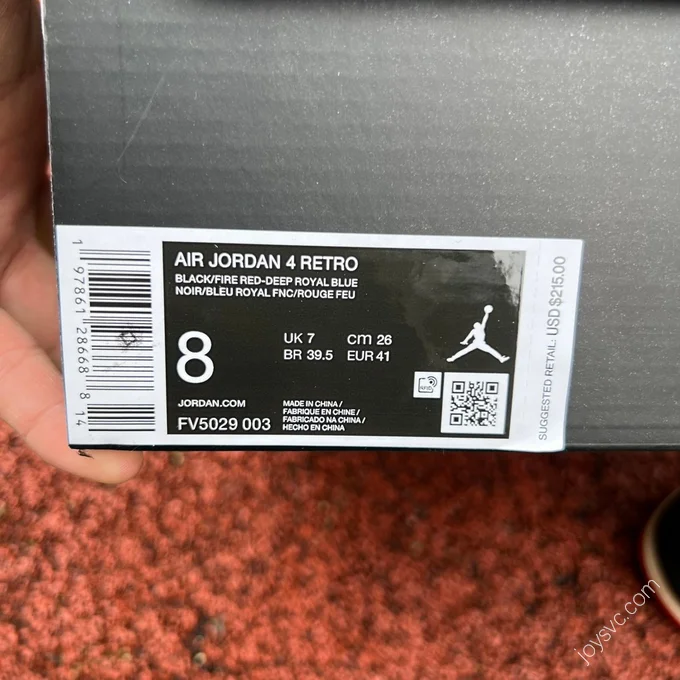 AIR JORDAN 4 RETRO
BLACK/FIRE RED-DEEP ROYAL BLUE
NOIR/BLEU ROYAL FNC/ROUGE FEU
8
UK 7 cm 26
BR 39.5 EUR 41
JORDAN.COM
FV5029 003
MADE IN CHINA/
FABRIQUE EN CHINE/
FABRICADO NA CHINA/
HECHO EN CHINA
RFID
SUGGESTED RETAIL: USD $215.00
1 97861 28668 8 14
joysvc.com